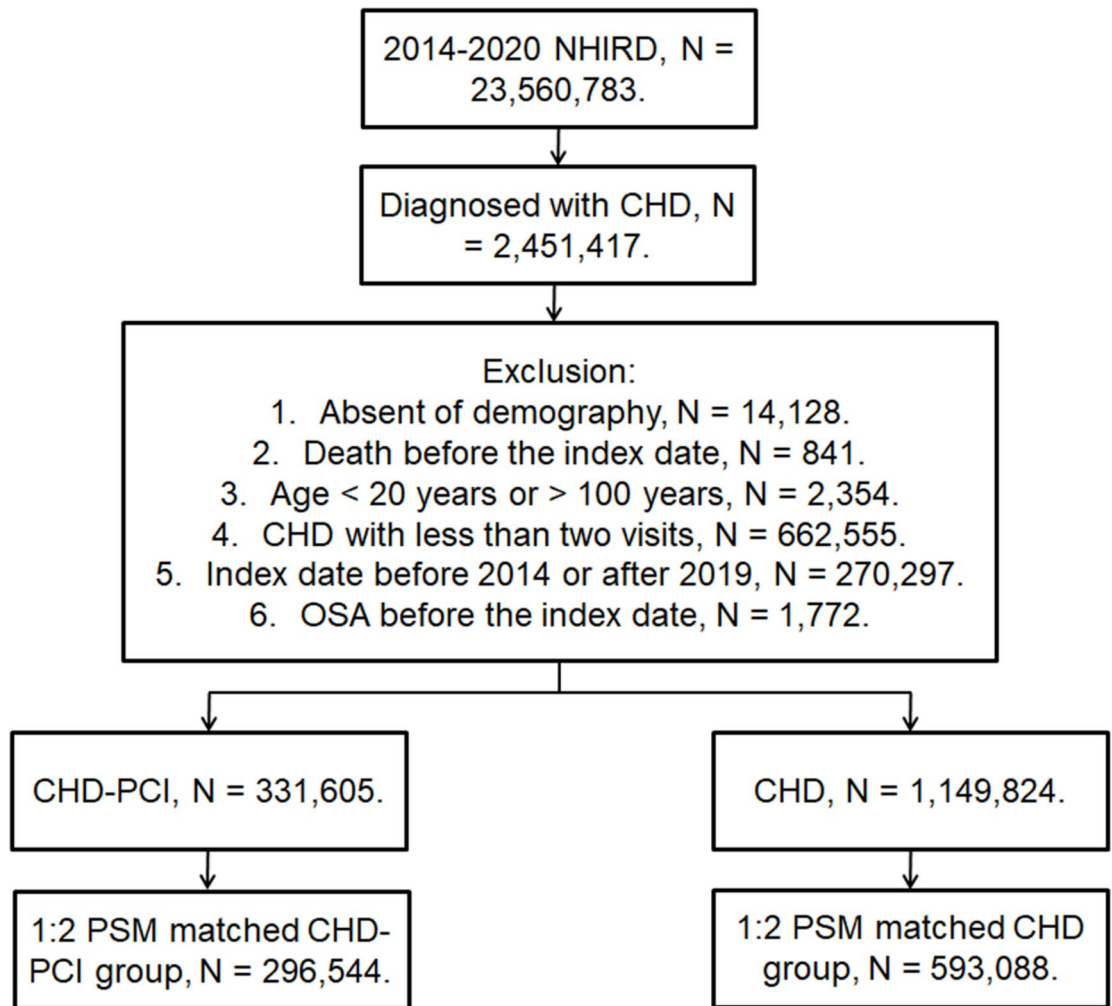 2014-2020 NHIRD, N =
23,560,783.
Diagnosed with CHD, N
= 2,451,417.
Exclusion:
1. Absent of demography, N = 14,128.
2. Death before the index date, N = 841.
3. Age < 20 years or > 100 years, N = 2,354.
4. CHD with less than two visits, N = 662,555.
5. Index date before 2014 or after 2019, N = 270,297.
6. OSA before the index date, N = 1,772.
CHD-PCI, N = 331,605.
CHD, N = 1,149,824.
1:2 PSM matched CHD-
PCI group, N = 296,544.
1:2 PSM matched CHD
group, N = 593,088.